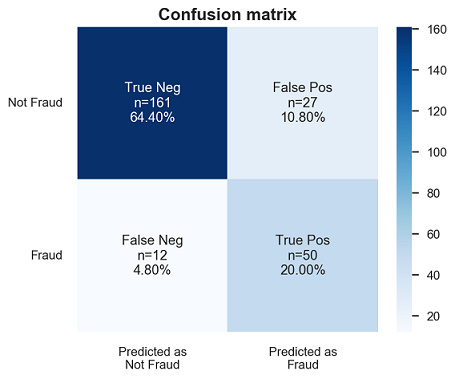 Confusion matrix
Not Fraud
True Neg
n=161
64.40%
False Pos
n=27
10.80%
Fraud
False Neg
n=12
4.80%
True Pos
n=50
20.00%
Predicted as
Not Fraud
Predicted as
Fraud
160
140
120
100
80
60
40
20